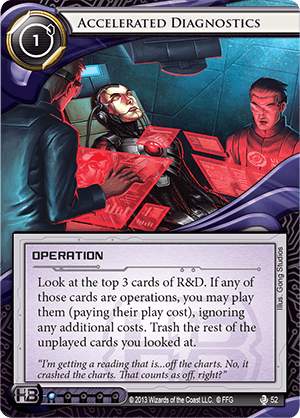 ACCELERATED DIAGNOSTICS
1
Illus. Gong Studios
OPERATION
Look at the top 3 cards of R&D. If any of
those cards are operations, you may play
them (paying their play cost), ignoring
any additional costs. Trash the rest of the
unplayed cards you looked at.
"I'm getting a reading that is...off the charts. No, it
crashed the charts. That counts as off, right?"
HB
© 2013 Wizards of the Coast LLC. © FFG
52